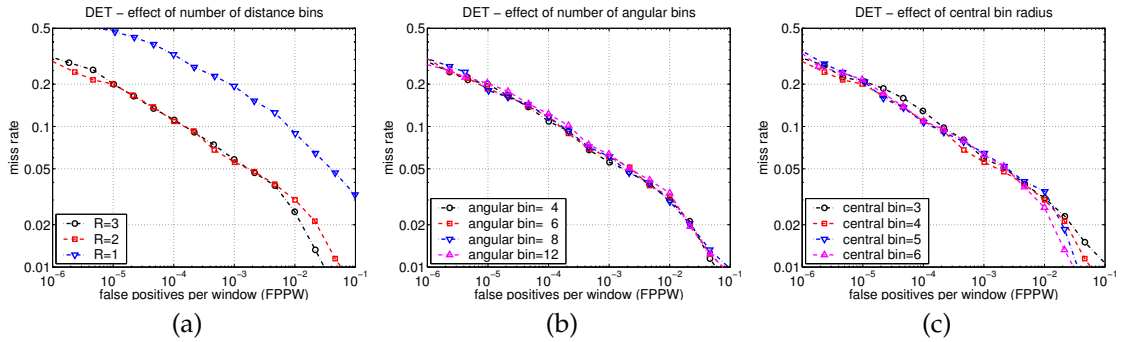 DET − effect of number of distance bins
0.5
0.2
0.1
0.05
0.02
0.01
miss rate
R=3
R=2
R=1
10−6 10−5 10−4 10−3 10−2 10−1
false positives per window (FPPW)
(a)
DET − effect of number of angular bins
0.5
0.2
0.1
0.05
0.02
0.01
miss rate
angular bin= 4
angular bin= 6
angular bin= 8
angular bin=12
10−6 10−5 10−4 10−3 10−2 10−1
false positives per window (FPPW)
(b)
DET − effect of central bin radius
0.5
0.2
0.1
0.05
0.02
0.01
miss rate
central bin=3
central bin=4
central bin=5
central bin=6
10−6 10−5 10−4 10−3 10−2 10−1
false positives per window (FPPW)
(c)